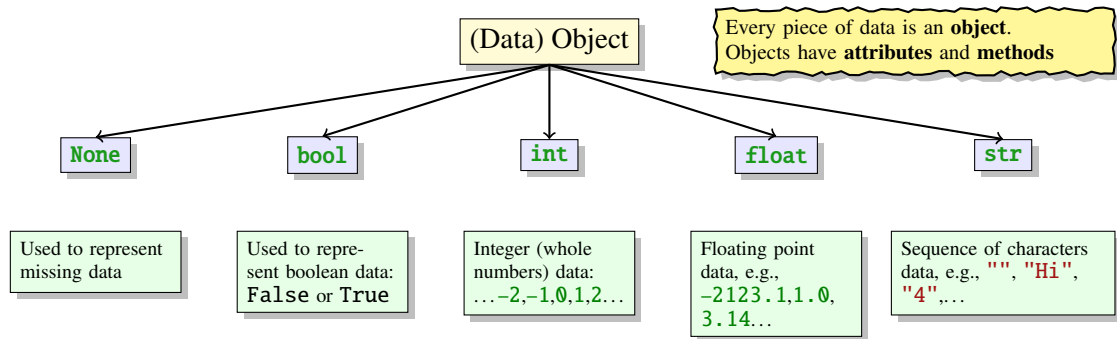 (Data) Object
Every piece of data is an object.
Objects have attributes and methods
None
bool
int
float
str
Used to represent
missing data
Used to repre-
sent boolean data:
False or True
Integer (whole
numbers) data:
...-2,-1,0,1,2...
Floating point
data, e.g.,
-2123.1,1.0,
3.14...
Sequence of characters
data, e.g., "", "Hi",
"4",...